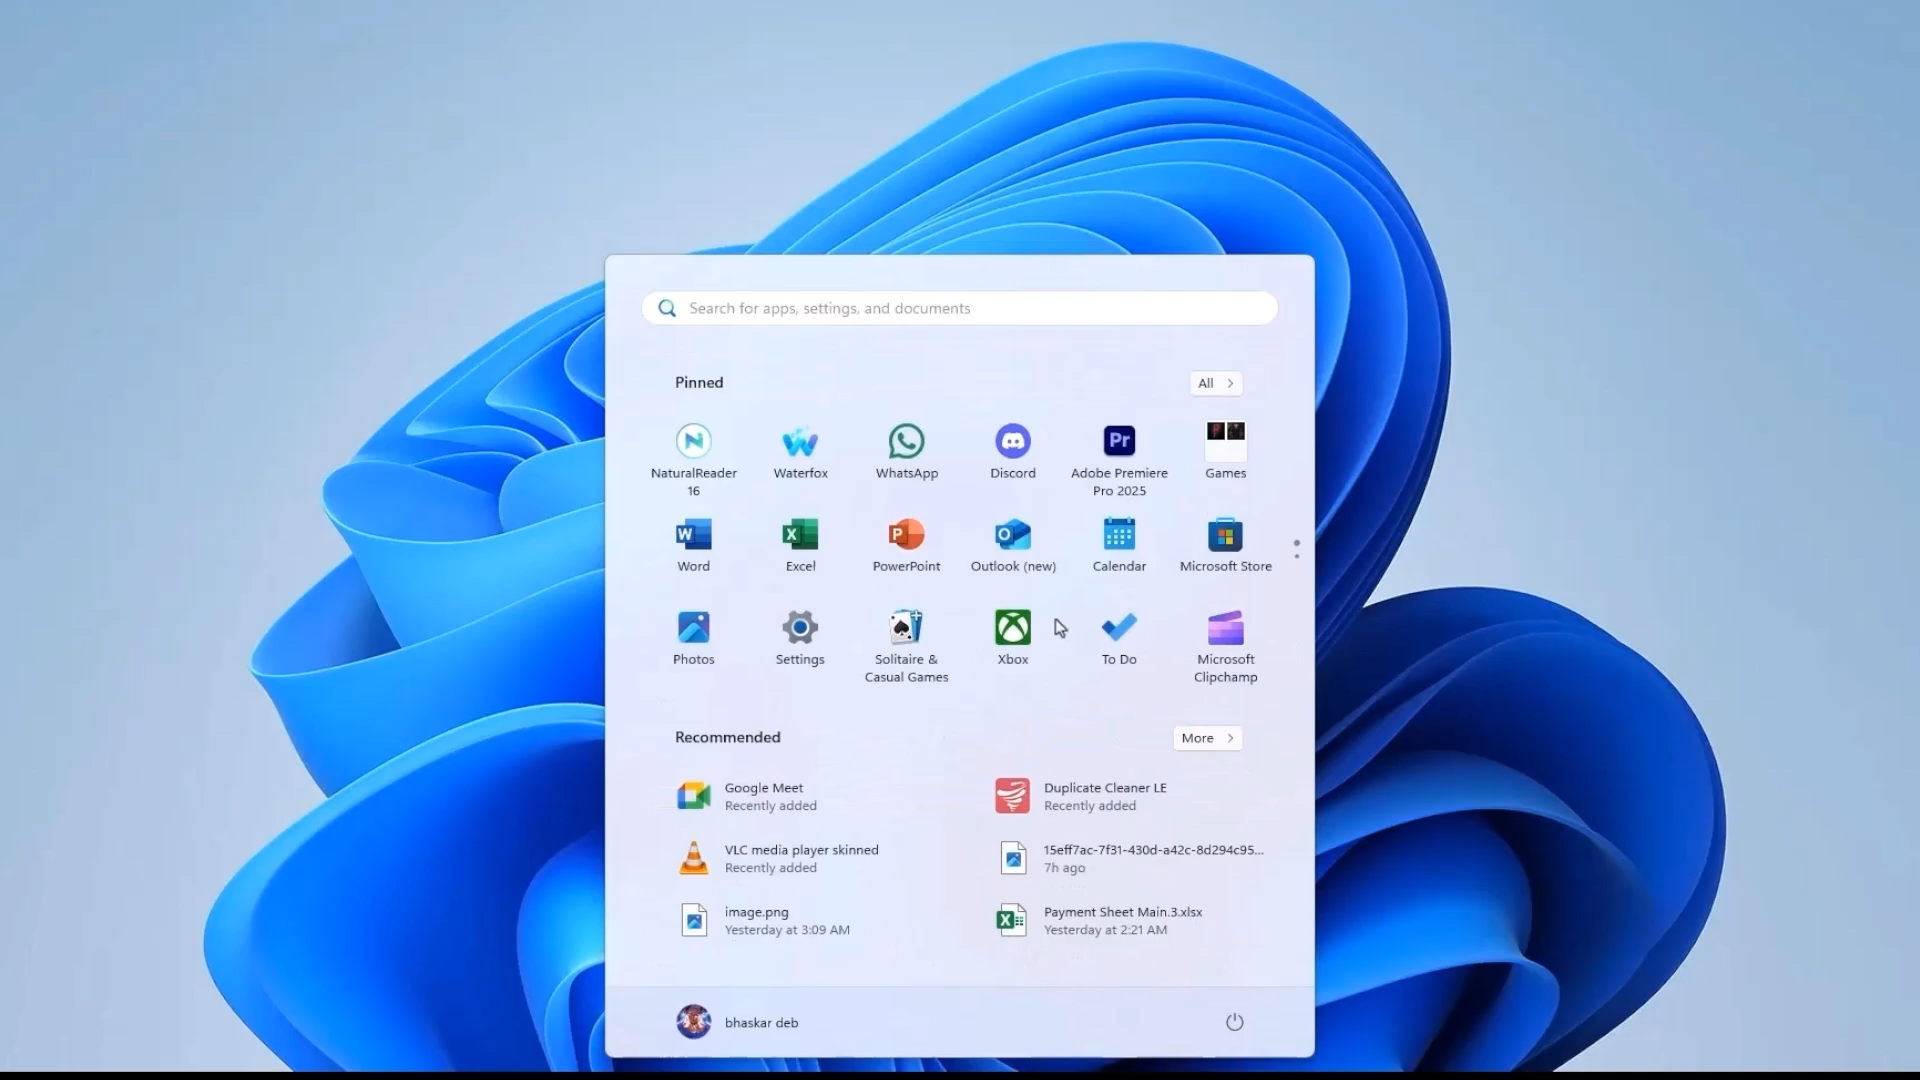 Search for apps, settings, and documents
Pinned
All
NaturalReader
16
Waterfox
WhatsApp
Discord
Pr
Adobe Premiere
Pro 2025
Games
Word
Excel
PowerPoint
Outlook (new)
Calendar
Microsoft Store
Photos
Settings
Solitaire &
Casual Games
Xbox
To Do
Microsoft
Clipchamp
Recommended
More
Google Meet
Recently added
Duplicate Cleaner LE
Recently added
VLC media player skinned
Recently added
15eff7ac-7f31-430d-a42c-8d294c95...
7h ago
image.png
Yesterday at 3:09 AM
Payment Sheet Main.3.xlsx
Yesterday at 2:21 AM
bhaskar deb